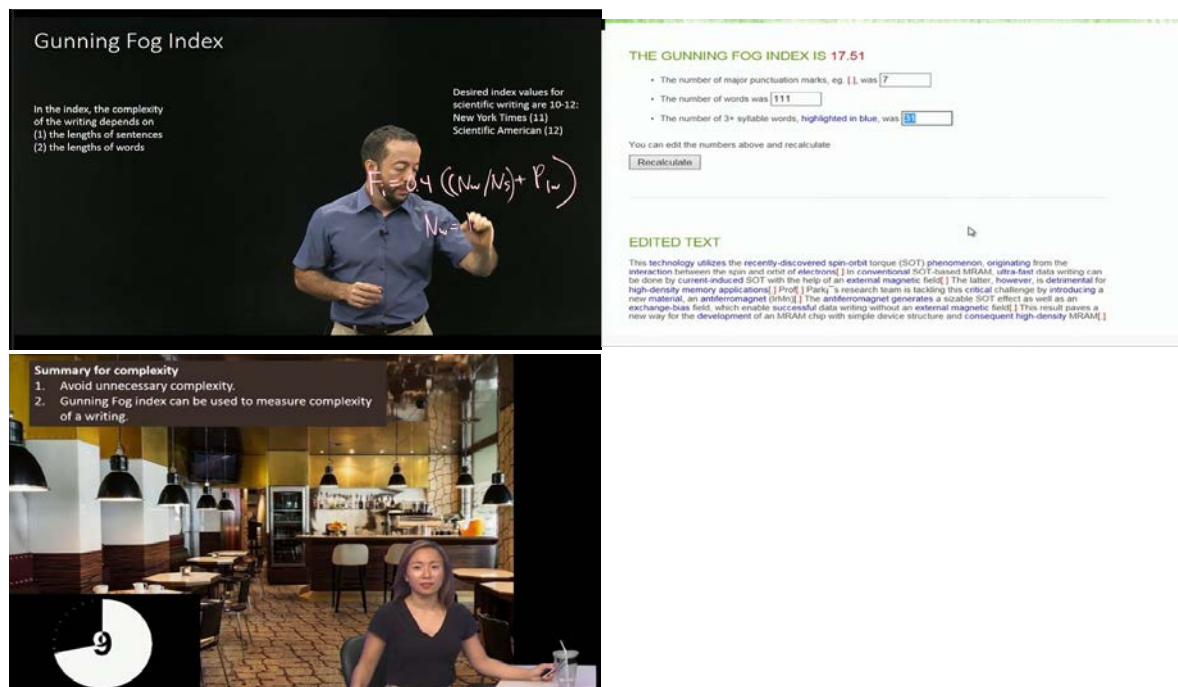 Gunning Fog Index
In the index, the complexity
of the writing depends on
(1) the lengths of sentences
(2) the lengths of words
Desired index values for
scientific writing are 10-12:
New York Times (11)
Scientific American (12)
= 0.4 ((Nw/Ns)+ Plw)
Nw=
THE GUNNING FOG INDEX IS 17.51
• The number of major punctuation marks, eg. [.], was 7
• The number of words was 111
• The number of 3+ syllable words, highlighted in blue, was 31
You can edit the numbers above and recalculate
Recalculate
EDITED TEXT
This technology utilizes the recently-discovered spin-orbit torque (SOT) phenomenon, originating from the
interaction between the spin and orbit of electrons[.] In conventional SOT-based MRAM, ultra-fast data writing can
be done by current-induced SOT with the help of an external magnetic field[.] The latter, however, is detrimental for
high-density memory applications[.] Prof[.] Park¡¯s research team is tackling this critical challenge by introducing a
new material, an antiferromagnet (IrMn)[.] The antiferromagnet generates a sizable SOT effect as well as an
exchange-bias field, which enable successful data writing without an external magnetic field[.] This result paves a
new way for the development of an MRAM chip with simple device structure and consequent high-density MRAM[.]
Summary for complexity
1. Avoid unnecessary complexity.
2. Gunning Fog index can be used to measure complexity
of a writing.
9